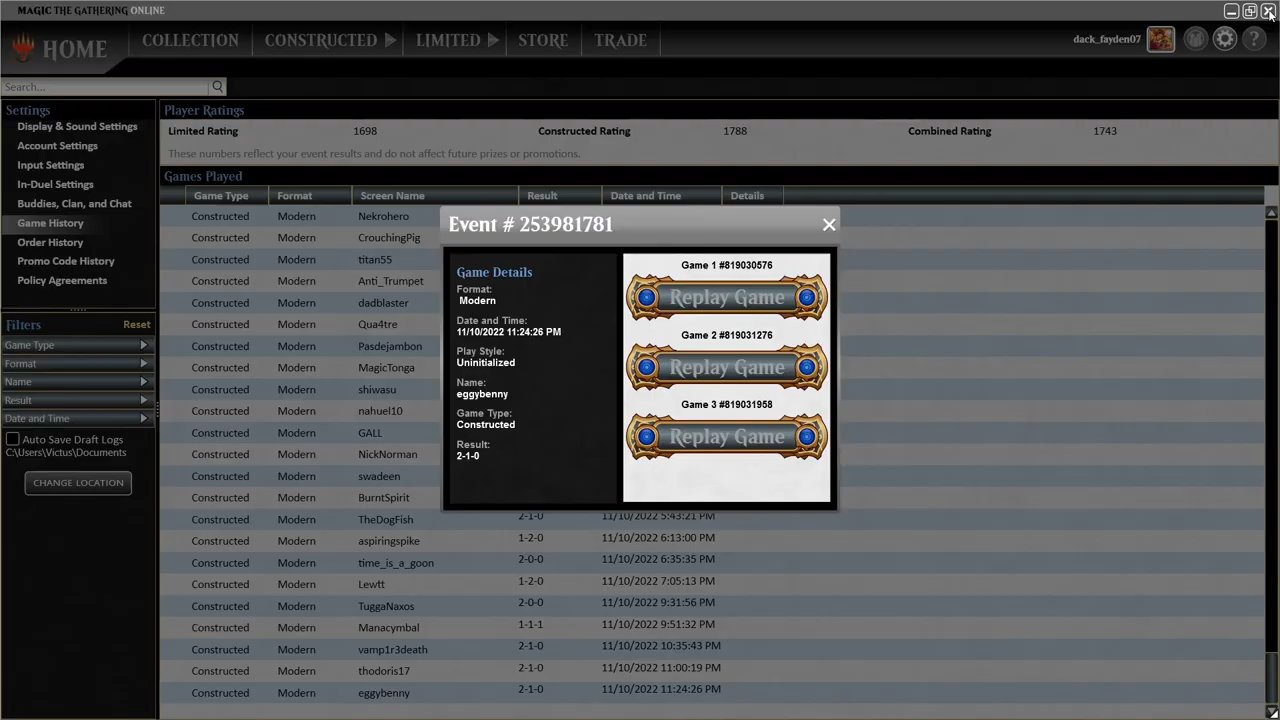 MAGIC THE GATHERING ONLINE
HOME
COLLECTION
CONSTRUCTED
LIMITED
STORE
TRADE
dack_fayden07
?
Search...
Settings
Display & Sound Settings
Account Settings
Input Settings
In-Duel Settings
Buddies, Clan, and Chat
Game History
Order History
Promo Code History
Policy Agreements
Filters Reset
Game Type
Format
Name
Result
Date and Time
Auto Save Draft Logs
C:\Users\Victus\Documents
CHANGE LOCATION
Player Ratings
Limited Rating 1698 Constructed Rating 1788 Combined Rating 1743
These numbers reflect your event results and do not affect future prizes or promotions.
Games Played
Game Type Format Screen Name Result Date and Time Details
Constructed Modern Nekrohero
Constructed Modern CrouchingPig
Constructed Modern titan55
Constructed Modern Anti_Trumpet
Constructed Modern dadblaster
Constructed Modern Qua4tre
Constructed Modern Pasdejambon
Constructed Modern MagicTonga
Constructed Modern shiwasu
Constructed Modern nahuel10
Constructed Modern GALL
Constructed Modern NickNorman
Constructed Modern swadeen
Constructed Modern BurntSpirit
Constructed Modern TheDogFish 2-1-0 11/10/2022 5:43:21 PM
Constructed Modern aspiringspike 1-2-0 11/10/2022 6:13:00 PM
Constructed Modern time_is_a_goon 2-0-0 11/10/2022 6:35:35 PM
Constructed Modern Lewtt 1-2-0 11/10/2022 7:05:13 PM
Constructed Modern TuggaNaxos 2-0-0 11/10/2022 9:31:56 PM
Constructed Modern Manacymbal 1-1-1 11/10/2022 9:51:32 PM
Constructed Modern vamp1r3death 2-1-0 11/10/2022 10:35:43 PM
Constructed Modern thodoris17 2-1-0 11/10/2022 11:00:19 PM
Constructed Modern eggybenny 2-1-0 11/10/2022 11:24:26 PM
Event # 253981781
Game Details
Format:
Modern
Date and Time:
11/10/2022 11:24:26 PM
Play Style:
Uninitialized
Name:
eggybenny
Game Type:
Constructed
Result:
2-1-0
Game 1 #819030576
Replay Game
Game 2 #819031276
Replay Game
Game 3 #819031958
Replay Game